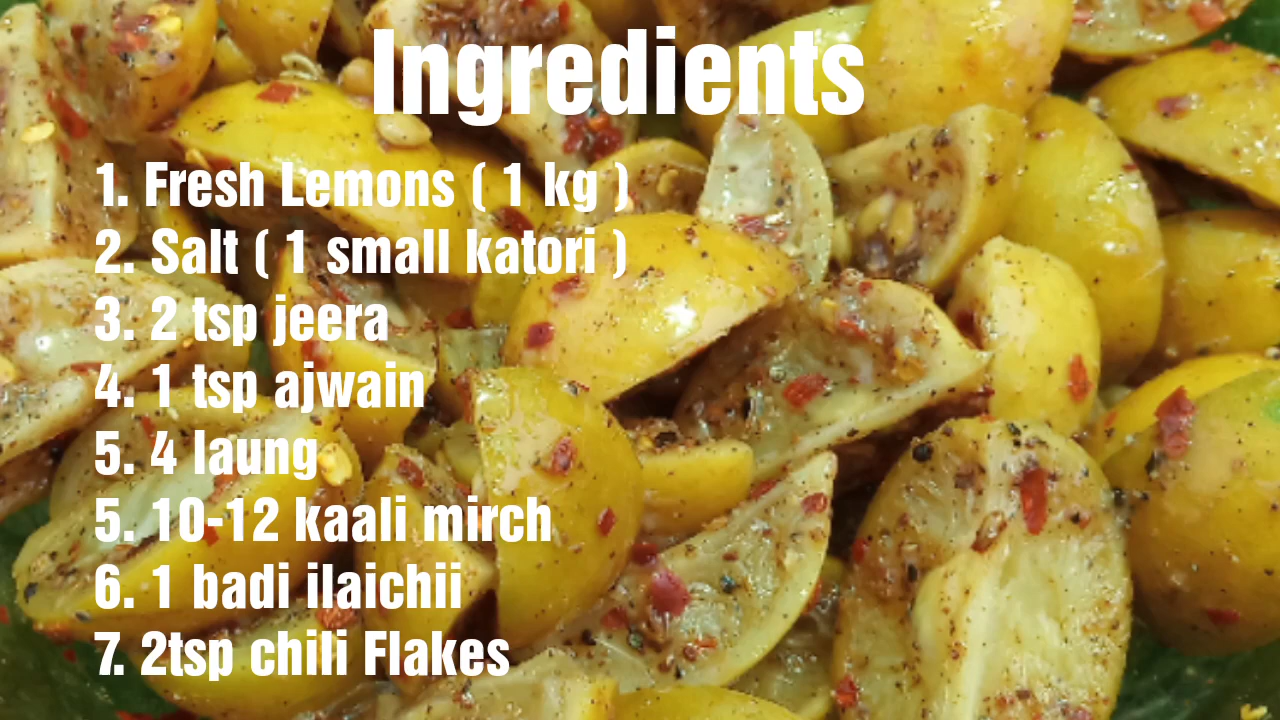 Ingredients
1. Fresh Lemons ( 1 kg )
2. Salt ( 1 small katori )
3. 2 tsp jeera
4. 1 tsp ajwain
5. 4 laung
5. 10-12 kaali mirch
6. 1 badi ilaichii
7. 2tsp chili Flakes